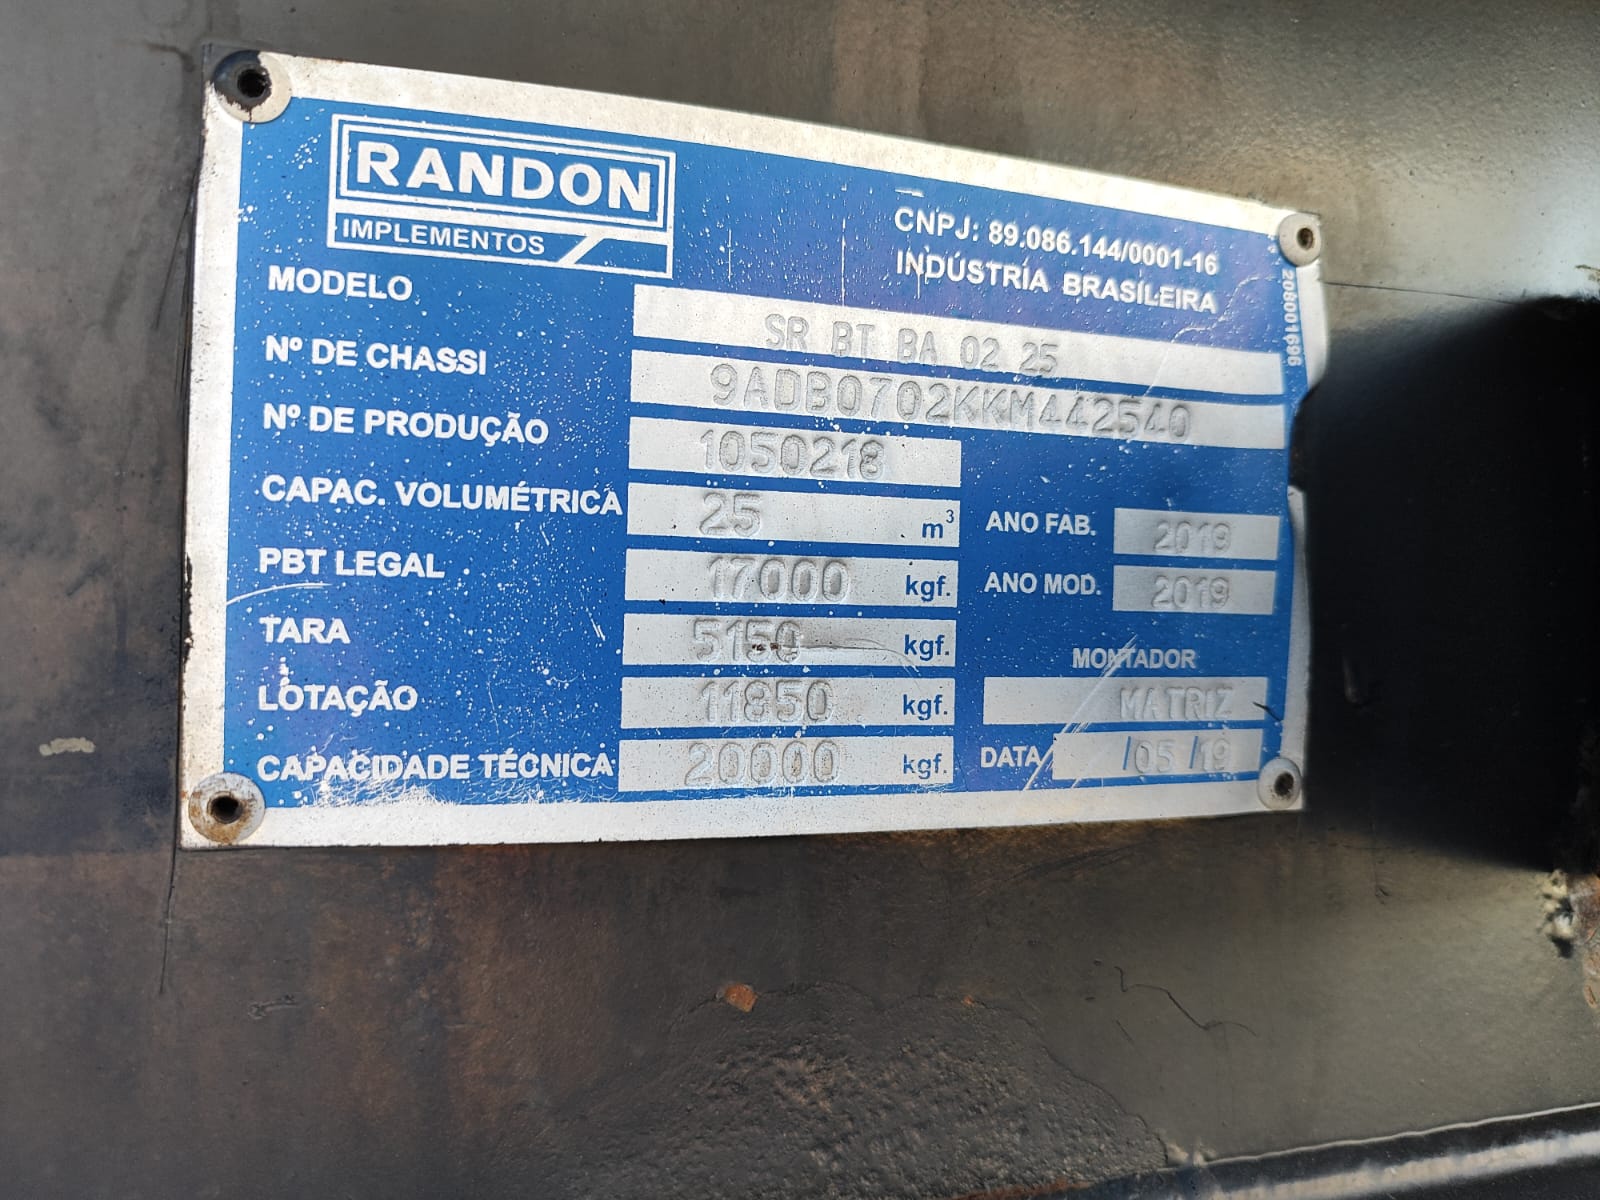 RANDON
IMPLEMENTOS
CNPJ: 89.086.144/0001-16
INDÚSTRIA BRASILEIRA
208001696
MODELO SR BT BA 02 25
Nº DE CHASSI 9ADB0702KKM442540
Nº DE PRODUÇÃO 1050218
CAPAC. VOLUMÉTRICA 25 m³ ANO FAB. 2019
PBT LEGAL 17000 kgf. ANO MOD. 2019
TARA 5150 kgf. MONTADOR
LOTAÇÃO 11850 kgf. MATRIZ
CAPACIDADE TÉCNICA 20000 kgf. DATA /05/19